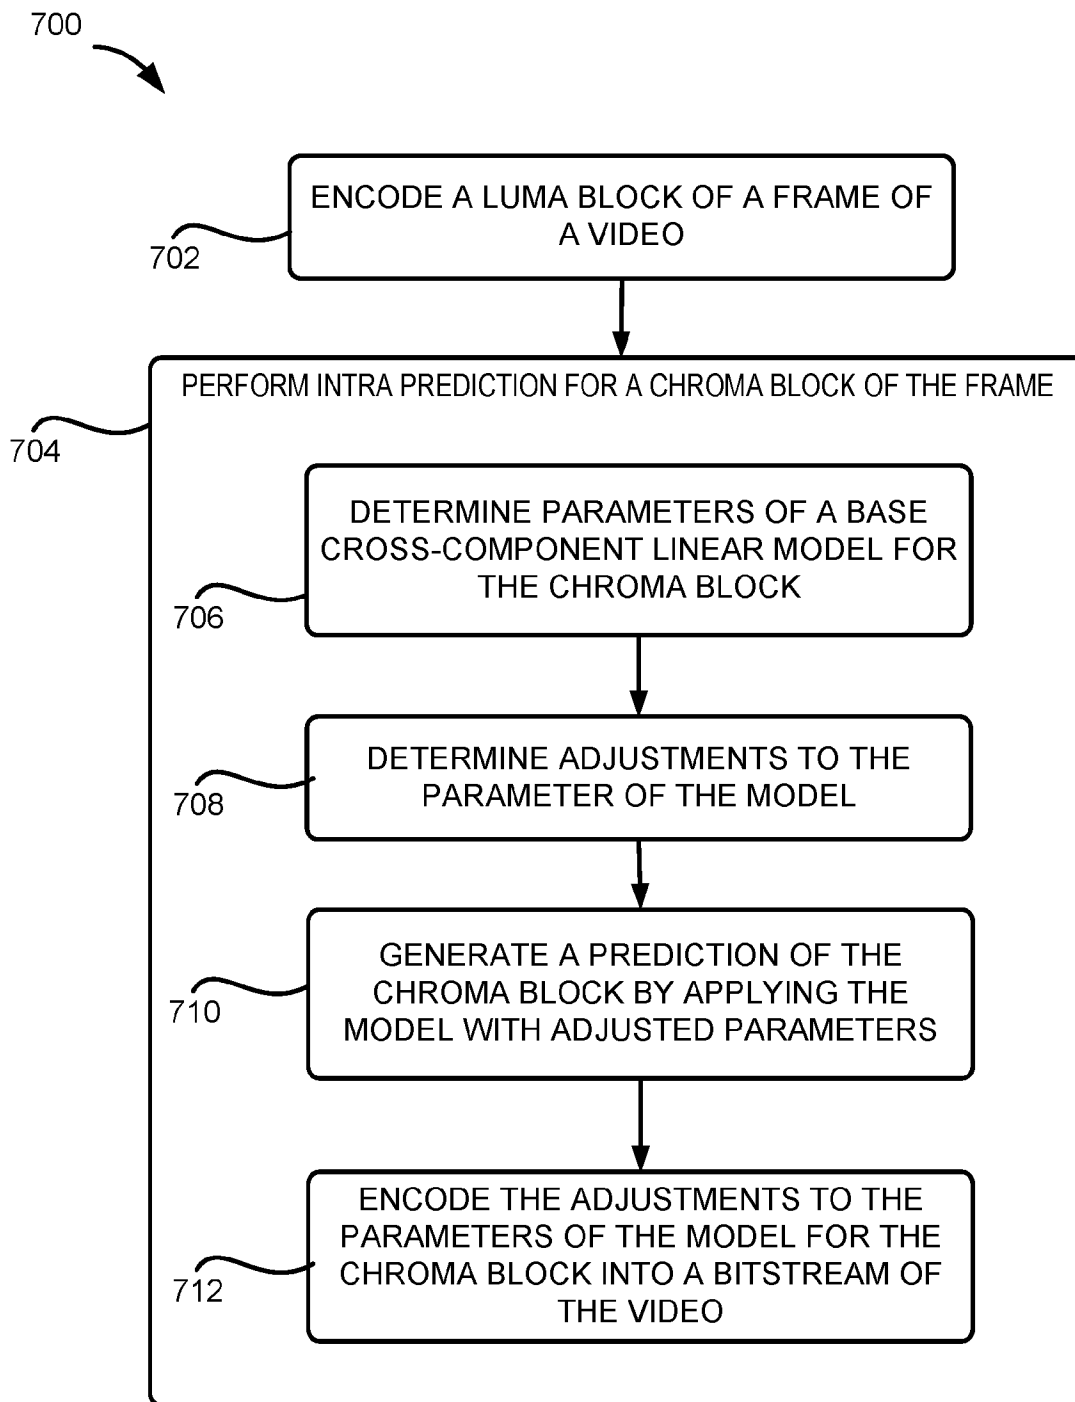 700
ENCODE A LUMA BLOCK OF A FRAME OF
A VIDEO
702
PERFORM INTRA PREDICTION FOR A CHROMA BLOCK OF THE FRAME
704
DETERMINE PARAMETERS OF A BASE
CROSS-COMPONENT LINEAR MODEL FOR
THE CHROMA BLOCK
706
DETERMINE ADJUSTMENTS TO THE
PARAMETER OF THE MODEL
708
GENERATE A PREDICTION OF THE
CHROMA BLOCK BY APPLYING THE
MODEL WITH ADJUSTED PARAMETERS
710
ENCODE THE ADJUSTMENTS TO THE
PARAMETERS OF THE MODEL FOR THE
CHROMA BLOCK INTO A BITSTREAM OF
THE VIDEO
712